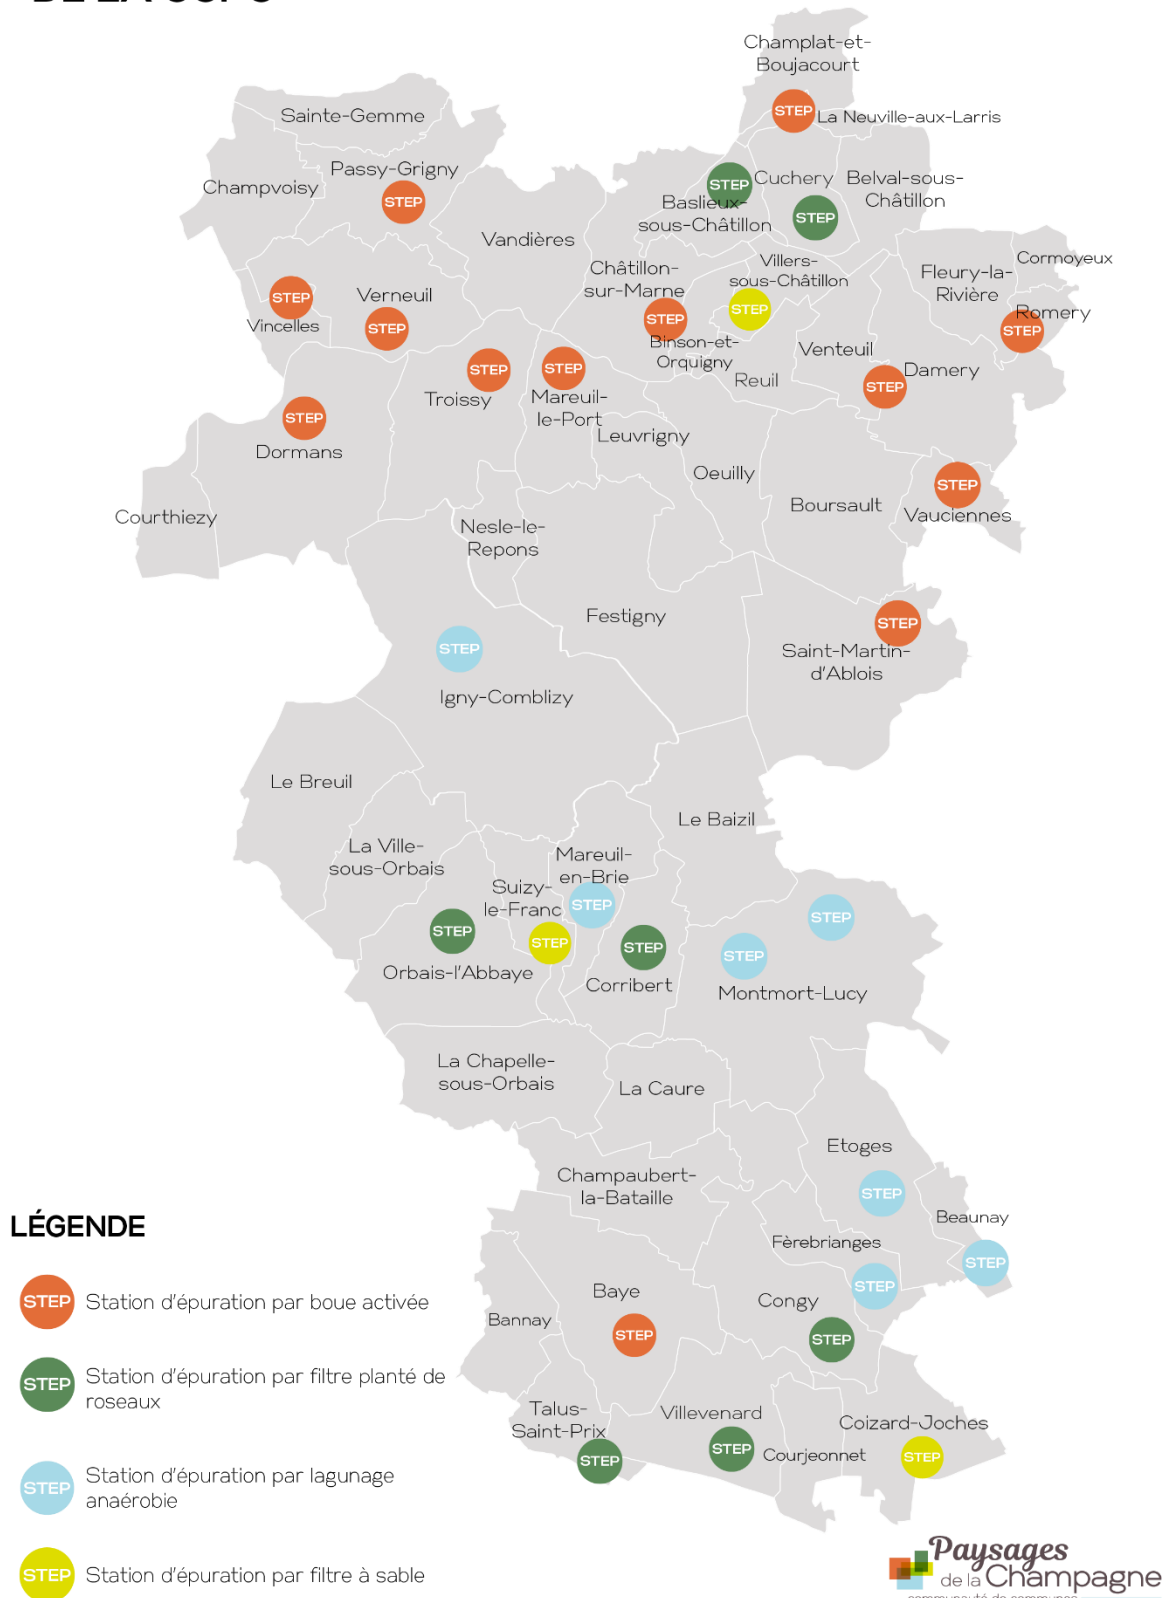 Champlat-et-
Boujacourt
STEP
La Neuville-aux-Larris
Sainte-Gemme
Passy-Grigny
Champvoisy
STEP
STEP
Cuchery
Belval-sous-
Châtillon
Baslieux-
sous-Châtillon
STEP
Vandières
Villers-
sous-Châtillon
Cormoyeux
Châtillon-
sur-Marne
Fleury-la-
Rivière
STEP
Verneuil
STEP
Romery
Vincelles
STEP
STEP
STEP
Binson-et-
Orquigny
Venteuil
STEP
STEP
Reuil
Damery
STEP
Troissy
Mareuil-
le-Port
STEP
Leuvrigny
Dormans
Oeuilly
STEP
Boursault
Vauciennes
Courthiezy
Nesle-le-
Repons
Festigny
STEP
Saint-Martin-
d'Ablois
STEP
Igny-Comblizy
Le Breuil
Le Baizil
La Ville-
sous-Orbais
Mareuil-
en-Brie
Suizy-
le-Franc
STEP
STEP
STEP
STEP
STEP
STEP
Orbais-l'Abbaye
Corribert
Montmort-Lucy
La Chapelle-
sous-Orbais
La Caure
Etoges
Champaubert-
la-Bataille
STEP
Beaunay
Fèrebrianges
STEP
STEP
Baye
Congy
Bannay
STEP
STEP
Talus-
Saint-Prix
Villevenard
Coizard-Joches
STEP
STEP
Courjeonnet
STEP
LÉGENDE
STEP Station d'épuration par boue activée
STEP Station d'épuration par filtre planté de
roseaux
STEP Station d'épuration par lagunage
anaérobie
STEP Station d'épuration par filtre à sable
Paysages
de la Champagne
communauté de communes